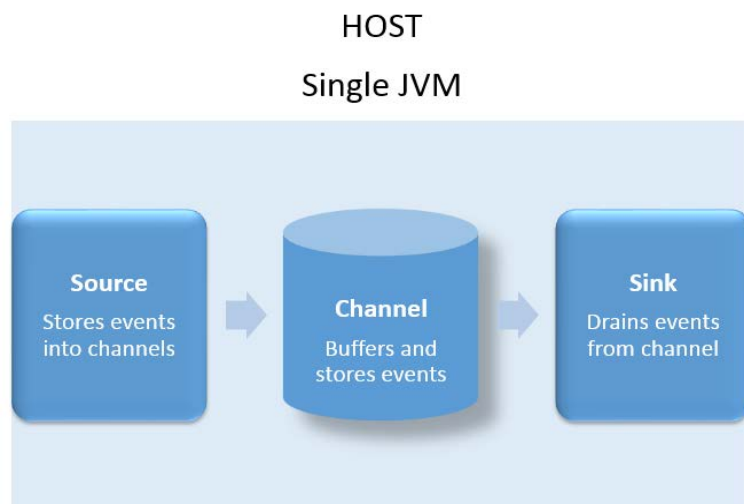 HOST
Single JVM
Source
Stores events
into channels
Channel
Buffers and
stores events
Sink
Drains events
from channel